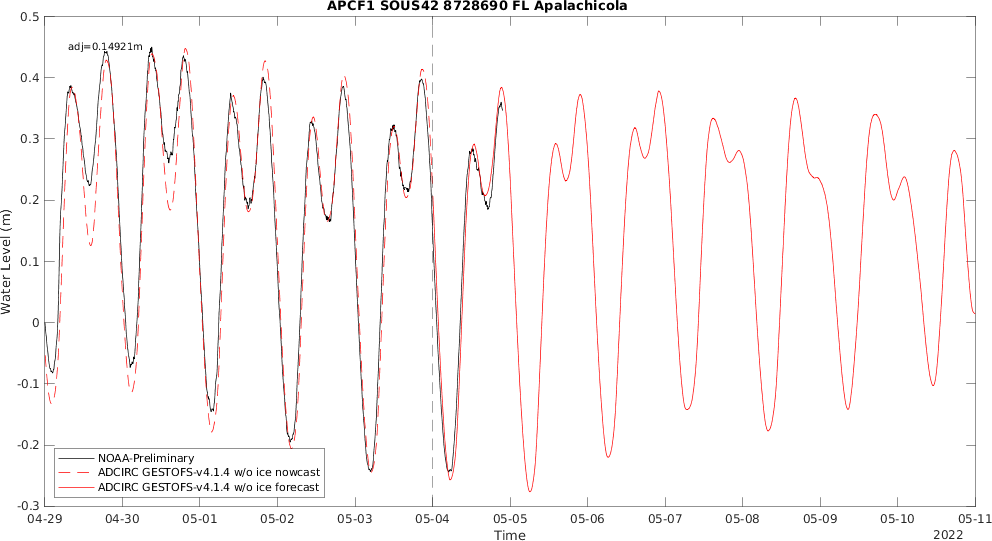 APCF1 SOUS42 8728690 FL Apalachicola
0.5
adj=0.14921m
0.4
0.3
0.2
0.1
0
-0.1
-0.2
-0.3
Water Level (m)
NOAA-Preliminary
ADCIRC GESTOFS-v4.1.4 w/o ice nowcast
ADCIRC GESTOFS-v4.1.4 w/o ice forecast
04-29 04-30 05-01 05-02 05-03 05-04 05-05 05-06 05-07 05-08 05-09 05-10 05-11
Time
2022